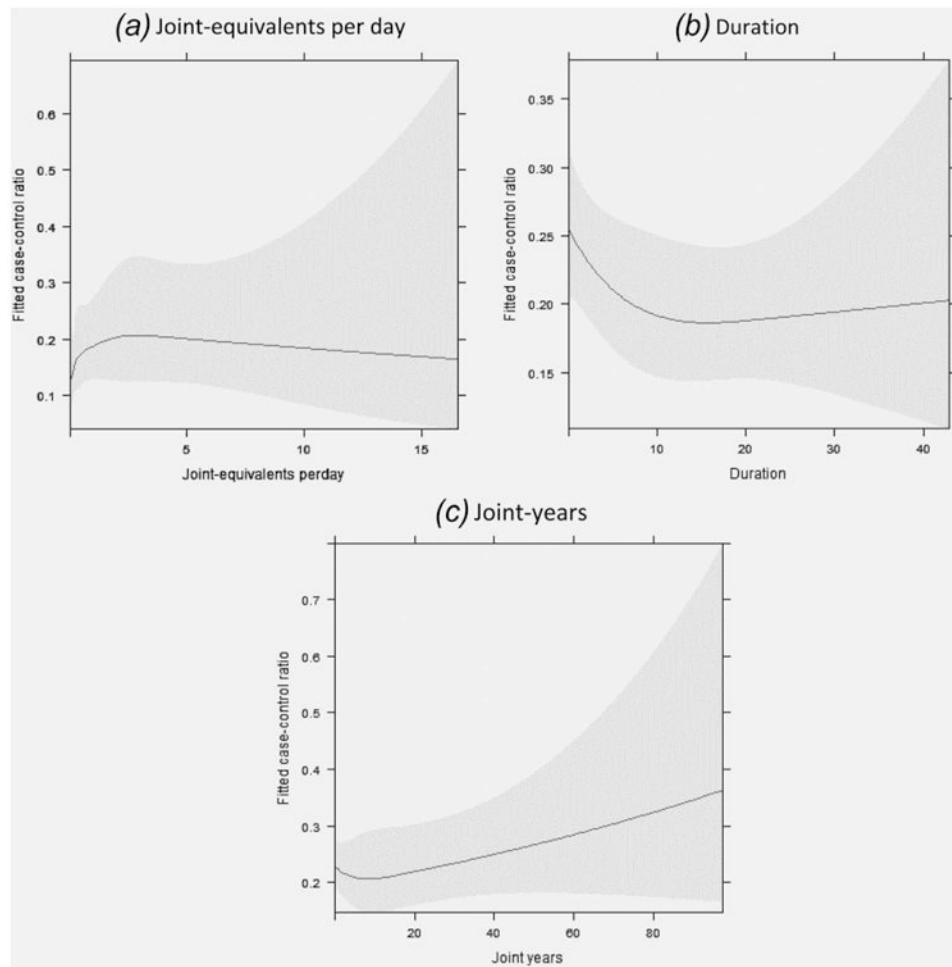 (a) Joint-equivalents per day
Fitted case-control ratio
0.6
0.5
0.4
0.3
0.2
0.1
5 10 15
Joint-equivalents perday
(b) Duration
Fitted case-control ratio
0.35
0.30
0.25
0.20
0.15
10 20 30 40
Duration
(c) Joint-years
Fitted case-control ratio
0.7
0.6
0.5
0.4
0.3
0.2
20 40 60 80
Joint years